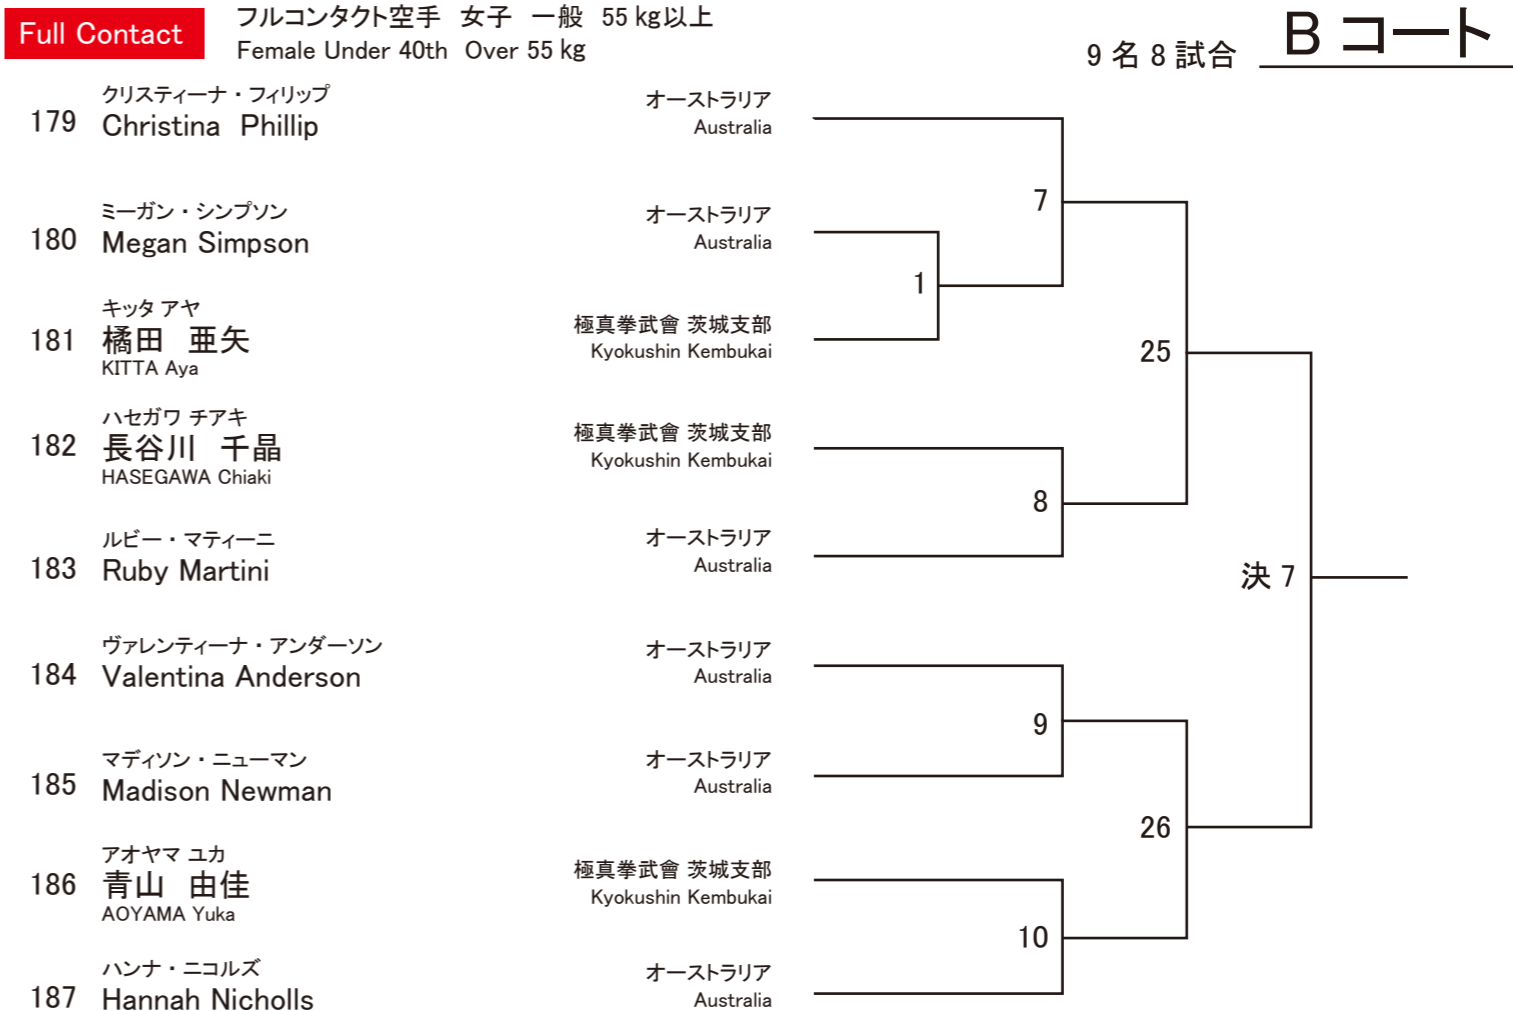 Full Contact
フルコンタクト空手　女子　一般　55 kg以上
Female Under 40th Over 55 kg
9 名 8 試合
B コート
クリスティーナ・フィリップ
179 Christina Phillip
オーストラリア
Australia
ミーガン・シンプソン
180 Megan Simpson
オーストラリア
Australia
キッタ アヤ
181 橘田　亜矢
KITTA Aya
極真拳武會 茨城支部
Kyokushin Kembukai
ハセガワ チアキ
182 長谷川　千晶
HASEGAWA Chiaki
極真拳武會 茨城支部
Kyokushin Kembukai
ルビー・マティーニ
183 Ruby Martini
オーストラリア
Australia
ヴァレンティーナ・アンダーソン
184 Valentina Anderson
オーストラリア
Australia
マディソン・ニューマン
185 Madison Newman
オーストラリア
Australia
アオヤマ ユカ
186 青山　由佳
AOYAMA Yuka
極真拳武會 茨城支部
Kyokushin Kembukai
ハンナ・ニコルズ
187 Hannah Nicholls
オーストラリア
Australia
1
7
8
9
10
25
26
決 7